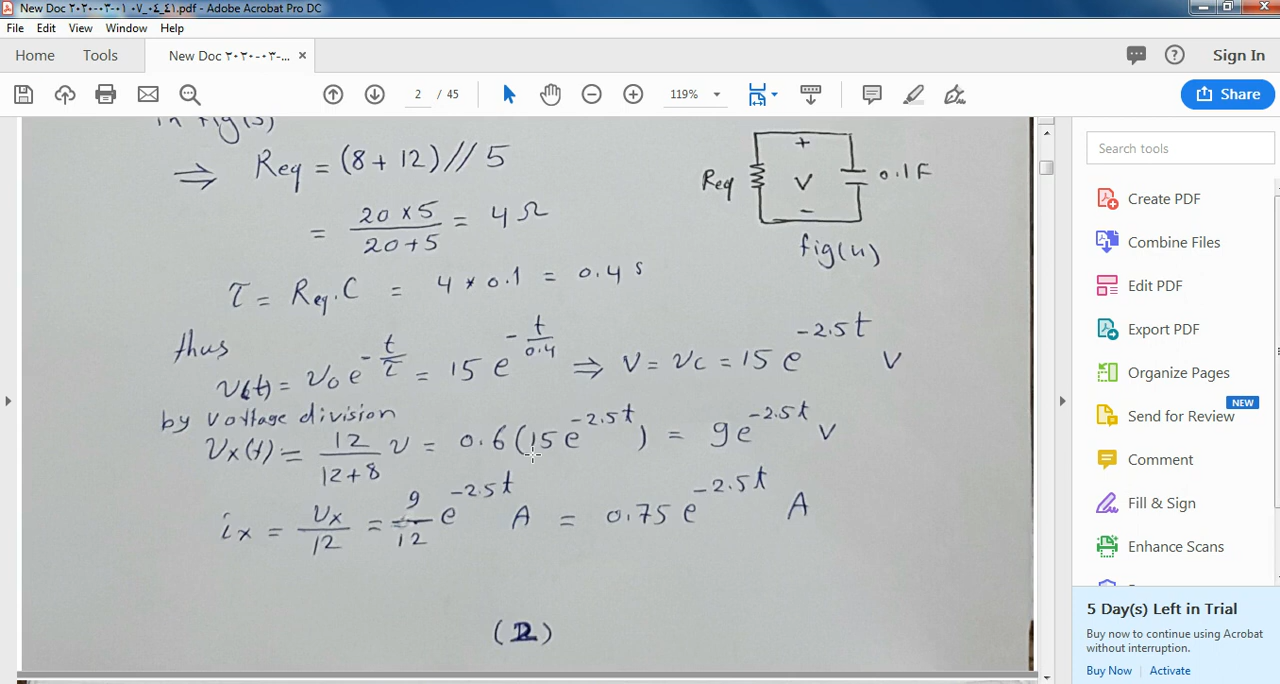 New Doc ٢٠٢٠-٠٣-٠١ ٠٧_٠٤_٤١.pdf - Adobe Acrobat Pro DC
File Edit View Window Help
Home Tools New Doc ٢٠٢٠-٠٣-... × Sign In
2 / 45 119% Share
in fig(3)
⇒ Req = (8+12)//5
= 20×5/20+5 = 4Ω
τ = Req.C = 4*0.1 = 0.4 s
Req + V - 0.1F
fig(4)
thus
v(t) = v0 e^-t/τ = 15 e^-t/0.4 ⇒ v = vc = 15 e^-2.5t V
by voltage division
vx(t) = 12/12+8 v = 0.6(15e^-2.5t) = 9e^-2.5t V
ix = vx/12 = 9/12 e^-2.5t A = 0.75 e^-2.5t A
(2)
Search tools
Create PDF
Combine Files
Edit PDF
Export PDF
Organize Pages
NEW
Send for Review
Comment
Fill & Sign
Enhance Scans
5 Day(s) Left in Trial
Buy now to continue using Acrobat
without interruption.
Buy Now Activate